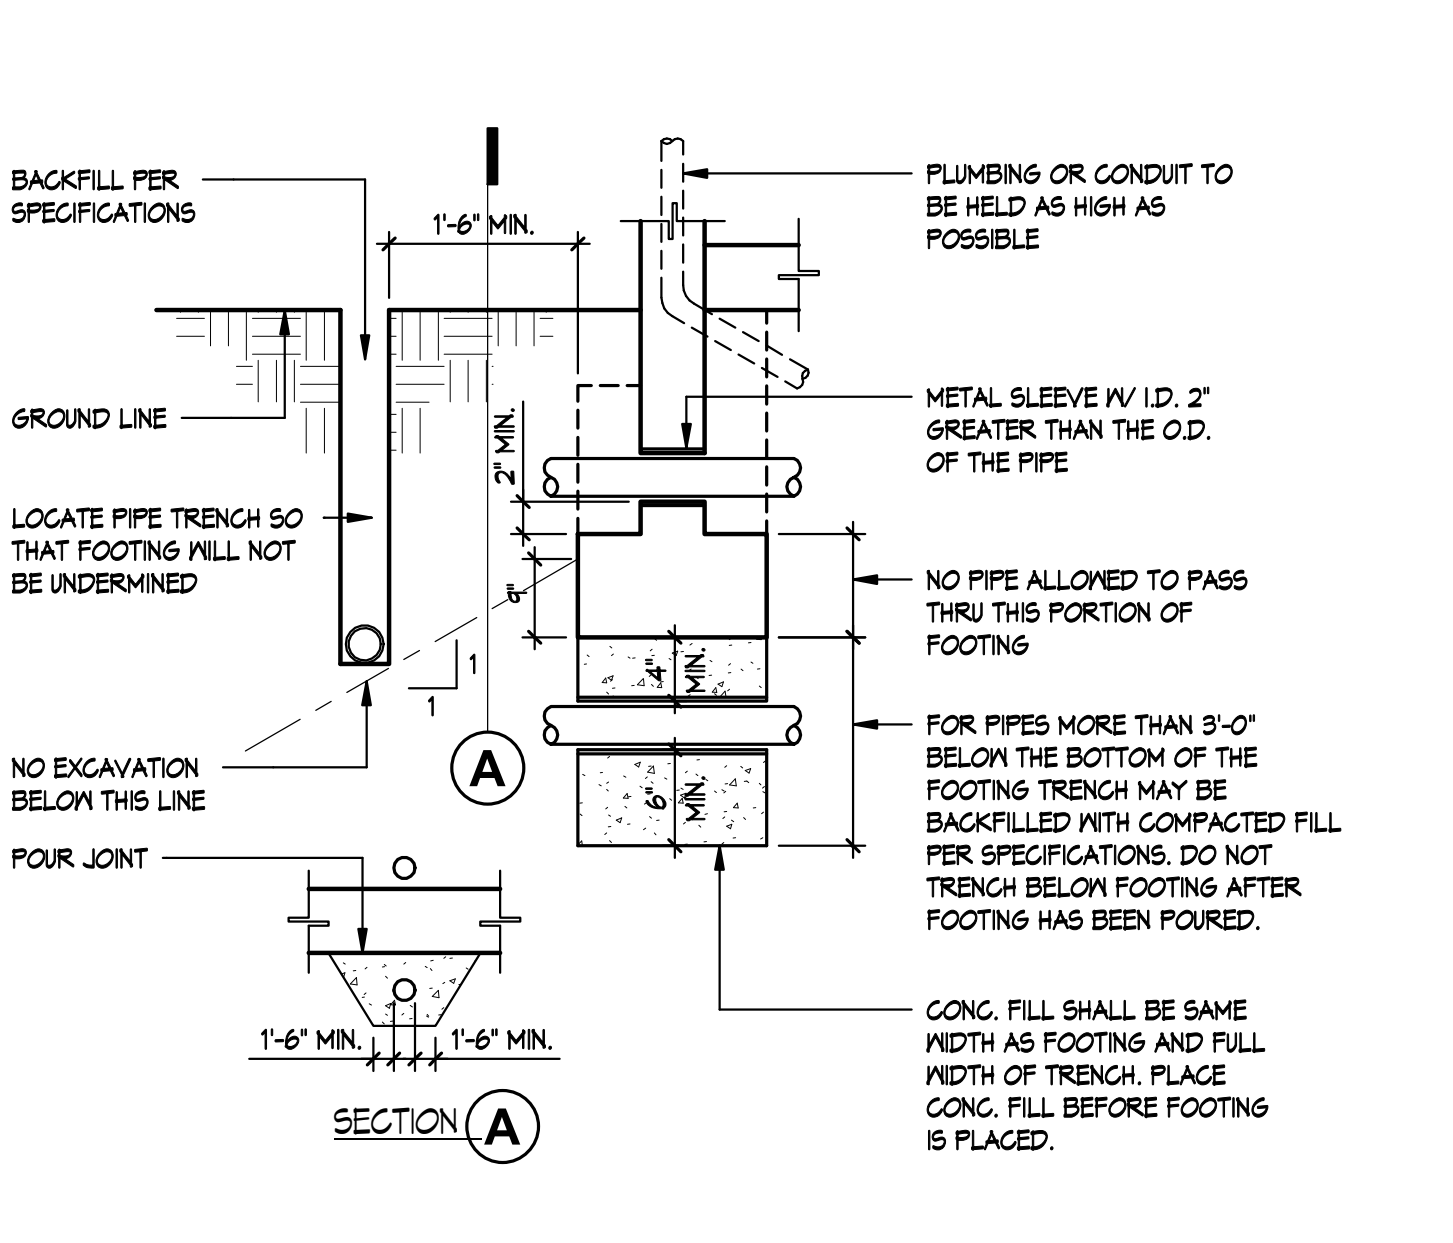 BACKFILL PER
SPECIFICATIONS
1'-6" MIN.
PLUMBING OR CONDUIT TO
BE HELD AS HIGH AS
POSSIBLE
GROUND LINE
METAL SLEEVE W/ I.D. 2"
GREATER THAN THE O.D.
OF THE PIPE
2" MIN.
LOCATE PIPE TRENCH SO
THAT FOOTING WILL NOT
BE UNDERMINED
9"
NO PIPE ALLOWED TO PASS
THRU THIS PORTION OF
FOOTING
1
1
4"
MIN.
NO EXCAVATION
BELOW THIS LINE
A
6"
MIN.
FOR PIPES MORE THAN 3'-0"
BELOW THE BOTTOM OF THE
FOOTING TRENCH MAY BE
BACKFILLED WITH COMPACTED FILL
PER SPECIFICATIONS. DO NOT
TRENCH BELOW FOOTING AFTER
FOOTING HAS BEEN POURED.
POUR JOINT
1'-6" MIN.
1'-6" MIN.
CONC. FILL SHALL BE SAME
WIDTH AS FOOTING AND FULL
WIDTH OF TRENCH. PLACE
CONC. FILL BEFORE FOOTING
IS PLACED.
SECTION A